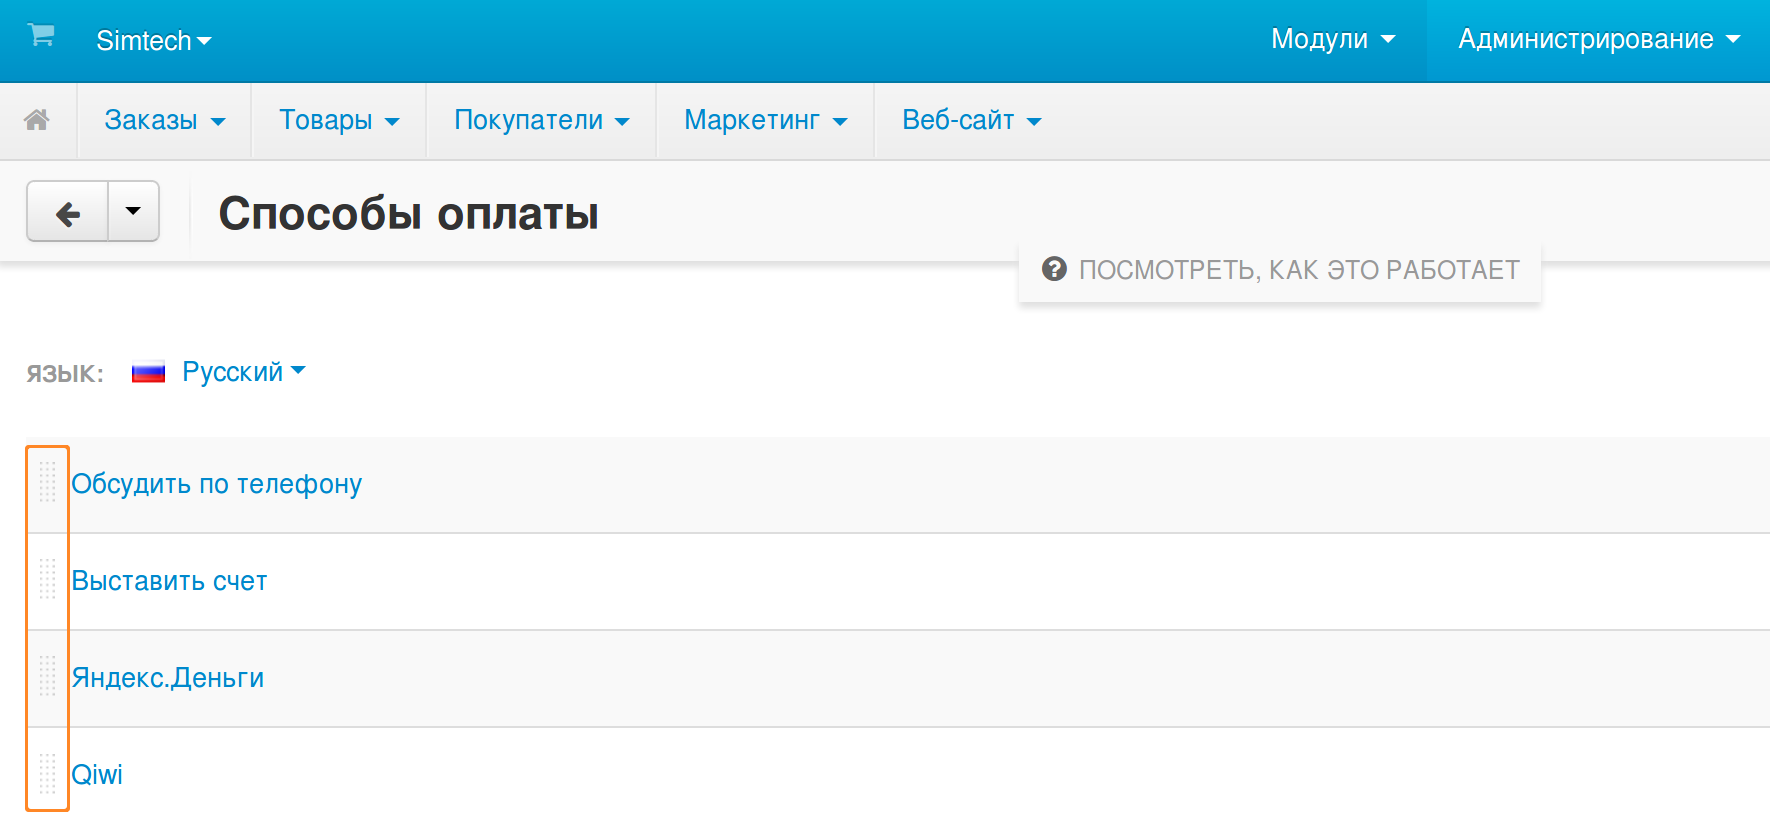 Simtech Модули Администрирование
Заказы Товары Покупатели Маркетинг Веб-сайт
Способы оплаты
ПОСМОТРЕТЬ, КАК ЭТО РАБОТАЕТ
ЯЗЫК: Русский
Обсудить по телефону
Выставить счет
Яндекс.Деньги
Qiwi